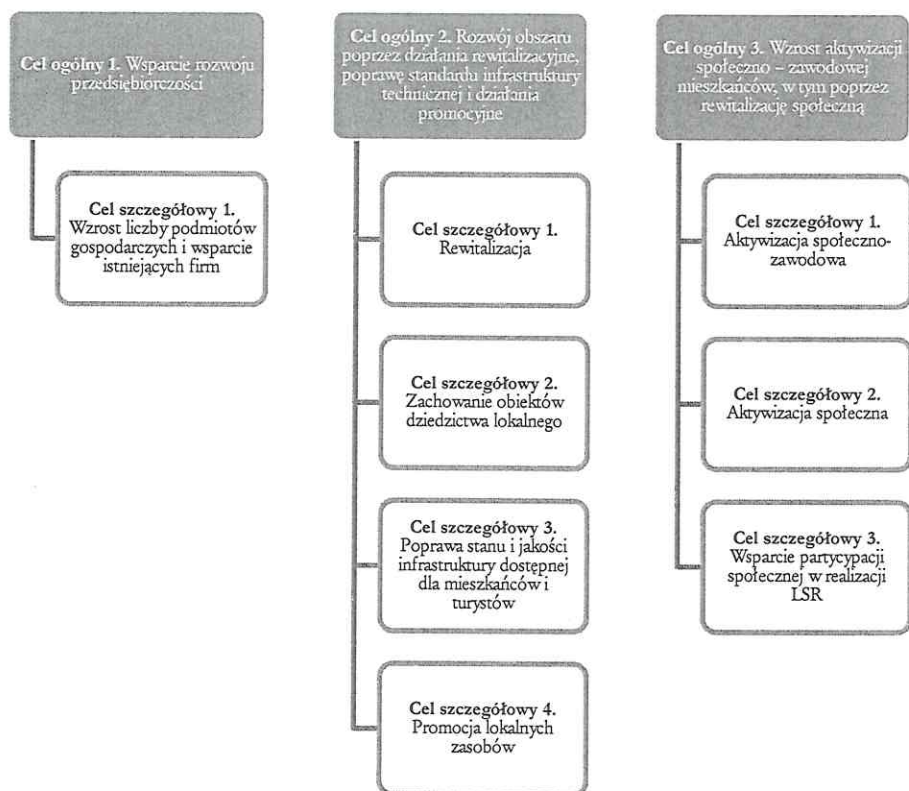 Cel ogólny 1. Wsparcie rozwoju
przedsiębiorczości
Cel szczegółowy 1.
Wzrost liczby podmiotów
gospodarczych i wsparcie
istniejących firm
Cel ogólny 2. Rozwój obszaru
poprzez działania rewitalizacyjne,
poprawę standardu infrastruktury
technicznej i działania
promocyjne
Cel szczegółowy 1.
Rewitalizacja
Cel szczegółowy 2.
Zachowanie obiektów
dziedzictwa lokalnego
Cel szczegółowy 3.
Poprawa stanu i jakości
infrastruktury dostępnej
dla mieszkańców i
turystów
Cel szczegółowy 4.
Promocja lokalnych
zasobów
Cel ogólny 3. Wzrost aktywizacji
społeczno – zawodowej
mieszkańców, w tym poprzez
rewitalizację społeczną
Cel szczegółowy 1.
Aktywizacja społeczno-
zawodowa
Cel szczegółowy 2.
Aktywizacja społeczna
Cel szczegółowy 3.
Wsparcie partycypacji
społecznej w realizacji
LSR